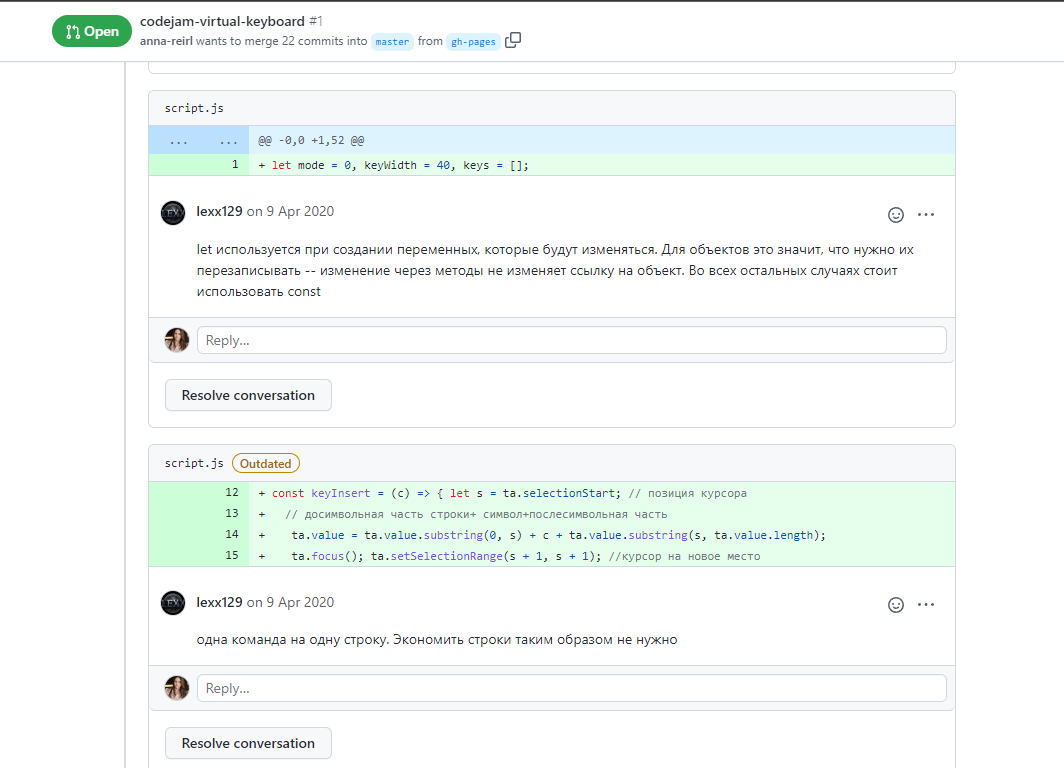 Open
codejam-virtual-keyboard #1
anna-reirl wants to merge 22 commits into master from gh-pages
script.js
... ... @@ -0,0 +1,52 @@
1 + let mode = 0, keyWidth = 40, keys = [];
lexx129 on 9 Apr 2020
let используется при создании переменных, которые будут изменяться. Для объектов это значит, что нужно их
перезаписывать -- изменение через методы не изменяет ссылку на объект. Во всех остальных случаях стоит
использовать const
Reply...
Resolve conversation
script.js Outdated
12 + const keyInsert = (c) => { let s = ta.selectionStart; // позиция курсора
13 + // досимвольная часть строки+ символ+послесимвольная часть
14 + ta.value = ta.value.substring(0, s) + c + ta.value.substring(s, ta.value.length);
15 + ta.focus(); ta.setSelectionRange(s + 1, s + 1); //курсор на новое место
lexx129 on 9 Apr 2020
одна команда на одну строку. Экономить строки таким образом не нужно
Reply...
Resolve conversation